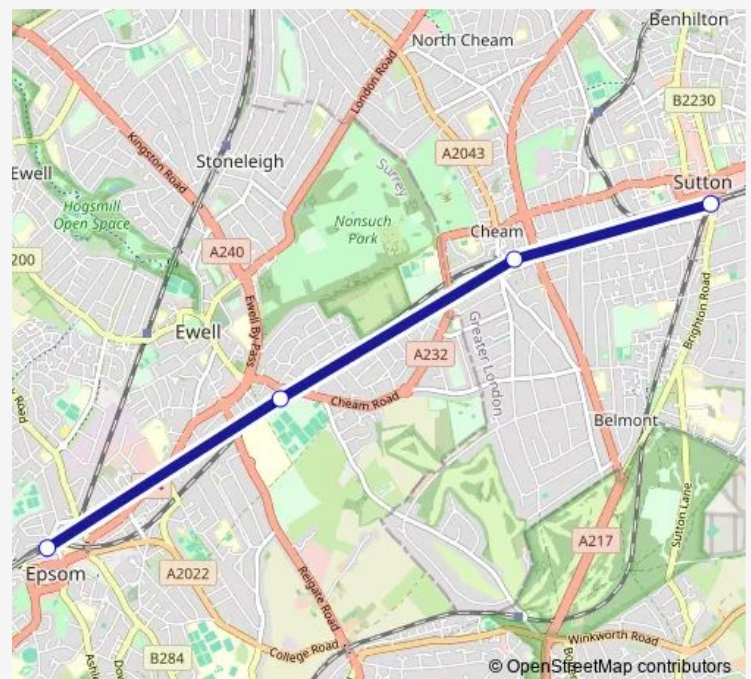 Benhilton
North Cheam
London Road
B2230
Kingston Road
A2043
Stoneleigh
Surrey
Ewell
Sutton
Hogsmill
Open Space
Nonsuch
Park
Cheam
A240
200
Ewell By-Pass
Brighton Road
Ewell
A232
Greater London
Cheam Road
Road
Belmont
Sutton Lane
A217
Epsom
A2022
Reigate Road
College Road
Winkworth Road
B284
© OpenStreetMap contributors